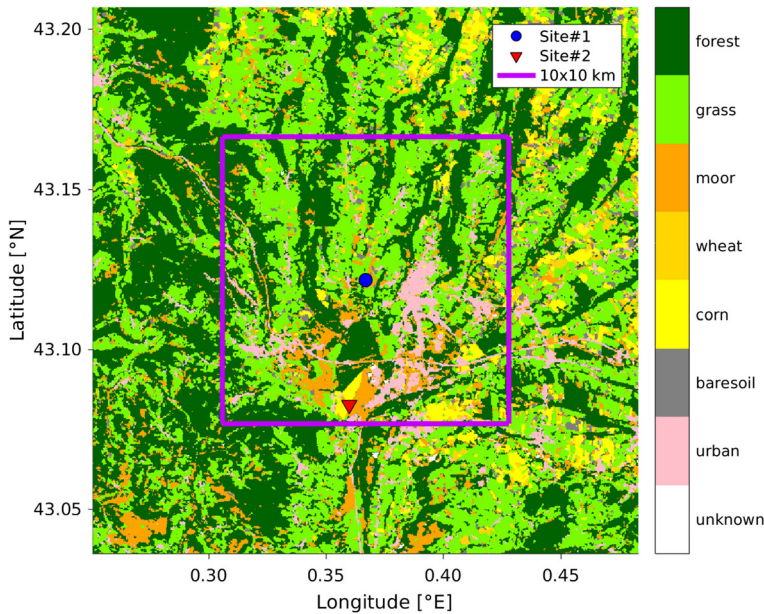 43.20
43.15
43.10
43.05
Latitude [°N]
0.30
0.35
0.40
0.45
Longitude [°E]
Site#1
Site#2
10x10 km
forest
grass
moor
wheat
corn
baresoil
urban
unknown